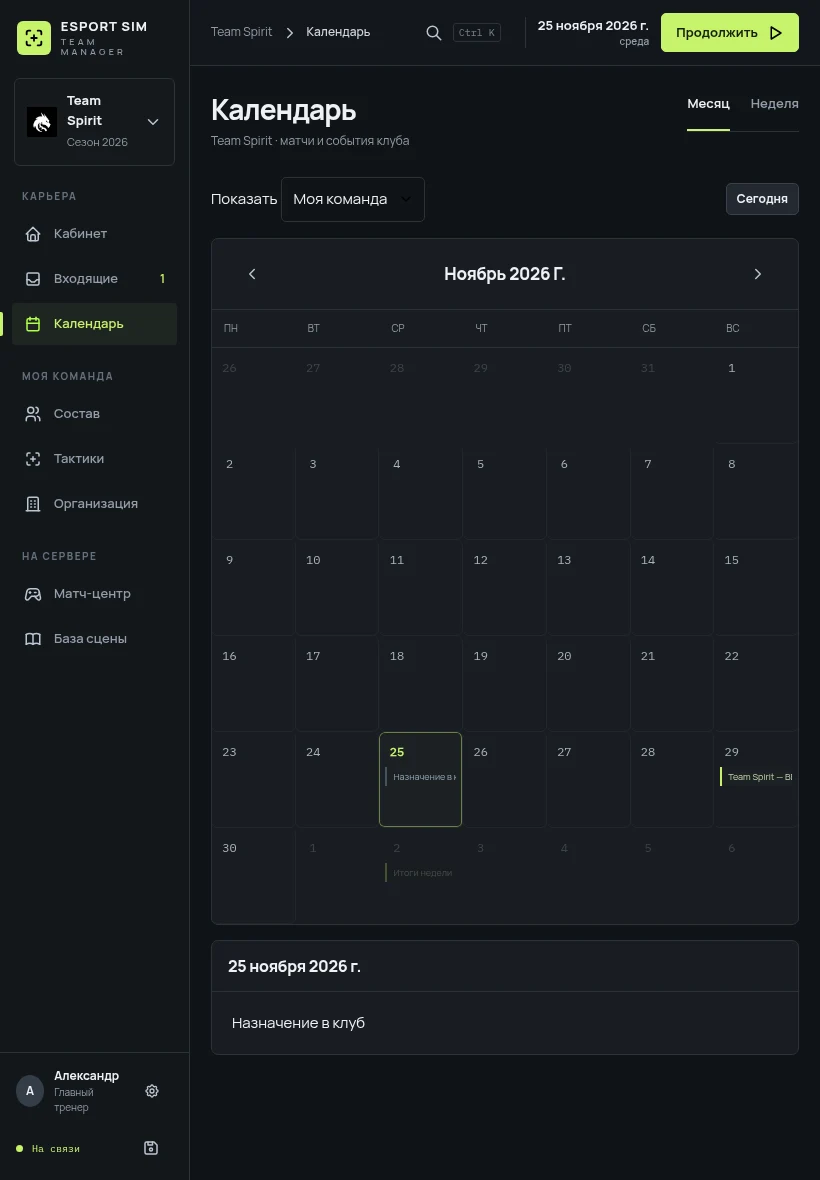 ESPORT SIM
TEAM
MANAGER
Team
Spirit
Сезон 2026
КАРЬЕРА
Кабинет
Входящие 1
Календарь
МОЯ КОМАНДА
Состав
Тактики
Организация
НА СЕРВЕРЕ
Матч-центр
База сцены
А
Александр
Главный
тренер
На связи
Team Spirit Календарь
Ctrl K
25 ноября 2026 г.
среда
Продолжить
Календарь
Team Spirit · матчи и события клуба
Месяц Неделя
Показать Моя команда
Сегодня
Ноябрь 2026 Г.
ПН ВТ СР ЧТ ПТ СБ ВС
26 27 28 29 30 31 1
2 3 4 5 6 7 8
9 10 11 12 13 14 15
16 17 18 19 20 21 22
23 24 25 26 27 28 29
Назначение в Team Spirit —
30 1 2 3 4 5 6
Итоги недели
25 ноября 2026 г.
Назначение в клуб